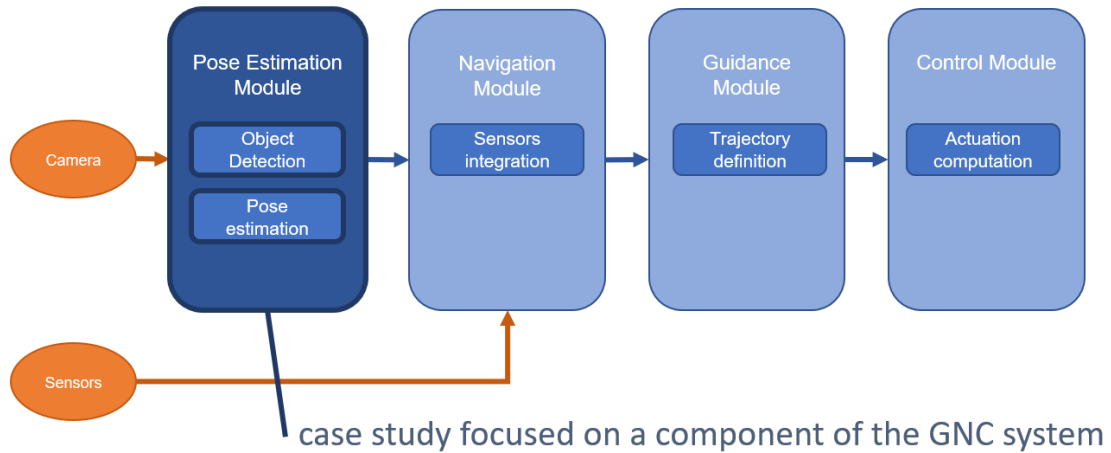 Pose Estimation
Module
Object
Detection
Pose
estimation
Navigation
Module
Sensors
integration
Guidance
Module
Trajectory
definition
Control Module
Actuation
computation
Camera
Sensors
case study focused on a component of the GNC system